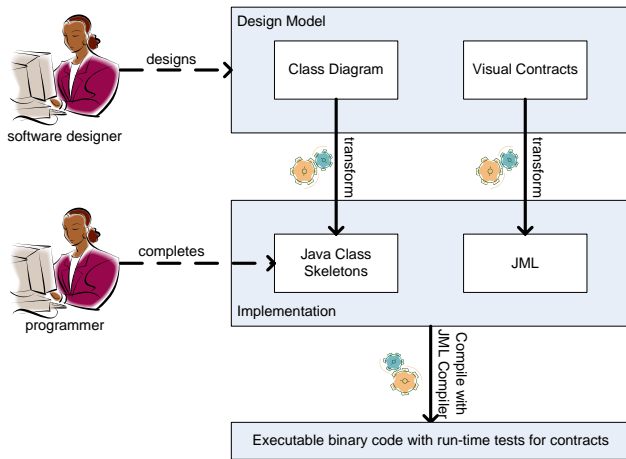 Design Model
designs
Class Diagram
Visual Contracts
software designer
transform
transform
completes
Java Class
Skeletons
JML
programmer
Implementation
Compile with
JML Compiler
Executable binary code with run-time tests for contracts